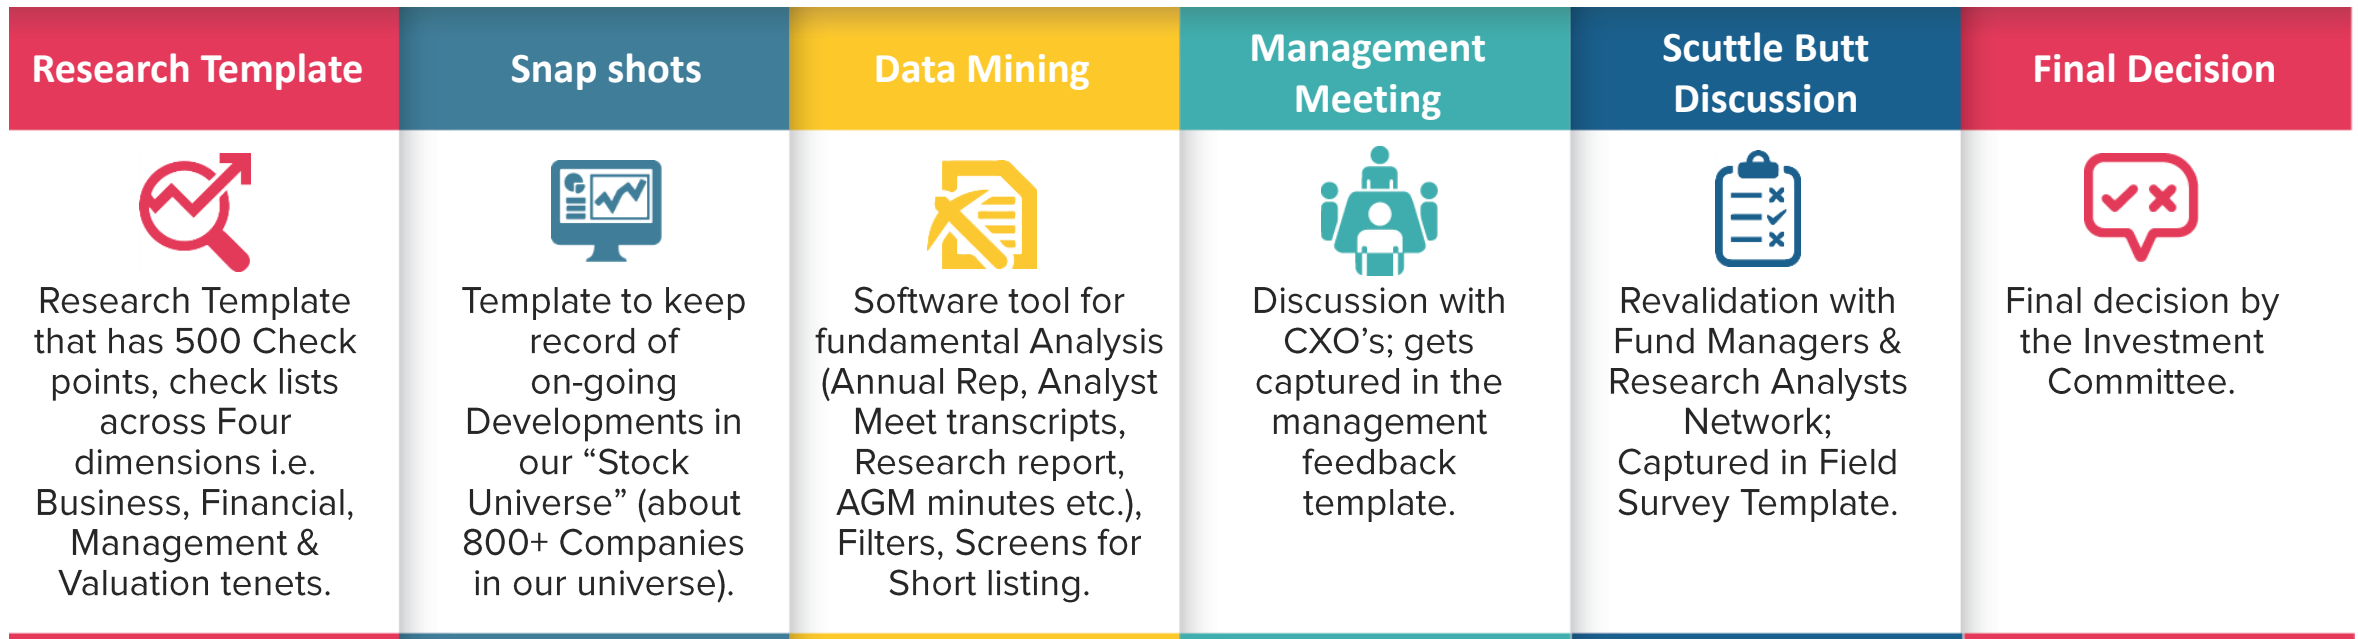 Research Template
Research Template
that has 500 Check
points, check lists
across Four
dimensions i.e.
Business, Financial,
Management &
Valuation tenets.
Snap shots
Template to keep
record of
on-going
Developments in
our “Stock
Universe” (about
800+ Companies
in our universe).
Data Mining
Software tool for
fundamental Analysis
(Annual Rep, Analyst
Meet transcripts,
Research report,
AGM minutes etc.),
Filters, Screens for
Short listing.
Management
Meeting
Discussion with
CXO’s; gets
captured in the
management
feedback
template.
Scuttle Butt
Discussion
Revalidation with
Fund Managers &
Research Analysts
Network;
Captured in Field
Survey Template.
Final Decision
Final decision by
the Investment
Committee.